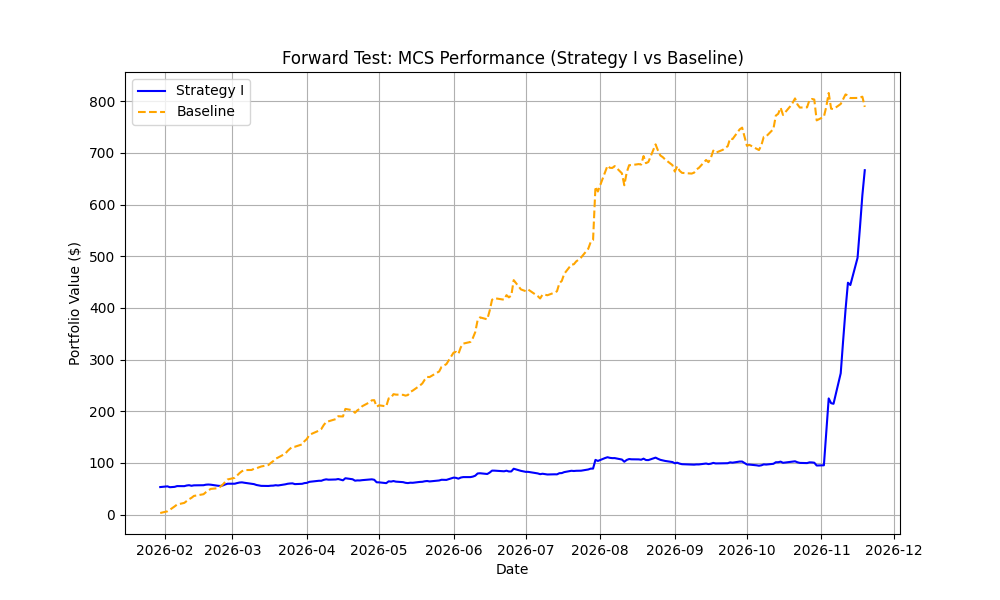 Forward Test: MCS Performance (Strategy I vs Baseline)
Strategy I
Baseline
Portfolio Value ($)
800
700
600
500
400
300
200
100
0
2026-02 2026-03 2026-04 2026-05 2026-06 2026-07 2026-08 2026-09 2026-10 2026-11 2026-12
Date